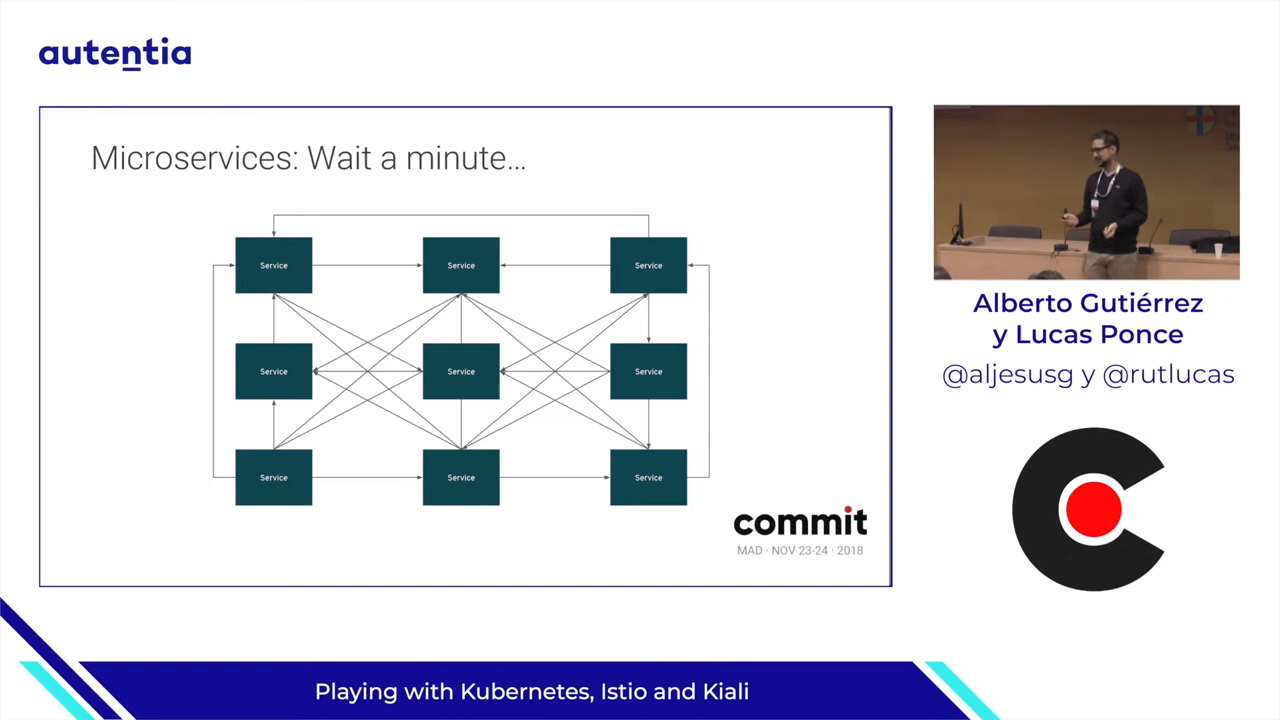 autentia
Microservices: Wait a minute...
Service
Service
Service
Service
Service
Service
Service
Service
Service
commit
MAD · NOV 23-24 · 2018
Alberto Gutiérrez
y Lucas Ponce
@aljesusg y @rutlucas
Playing with Kubernetes, Istio and Kiali